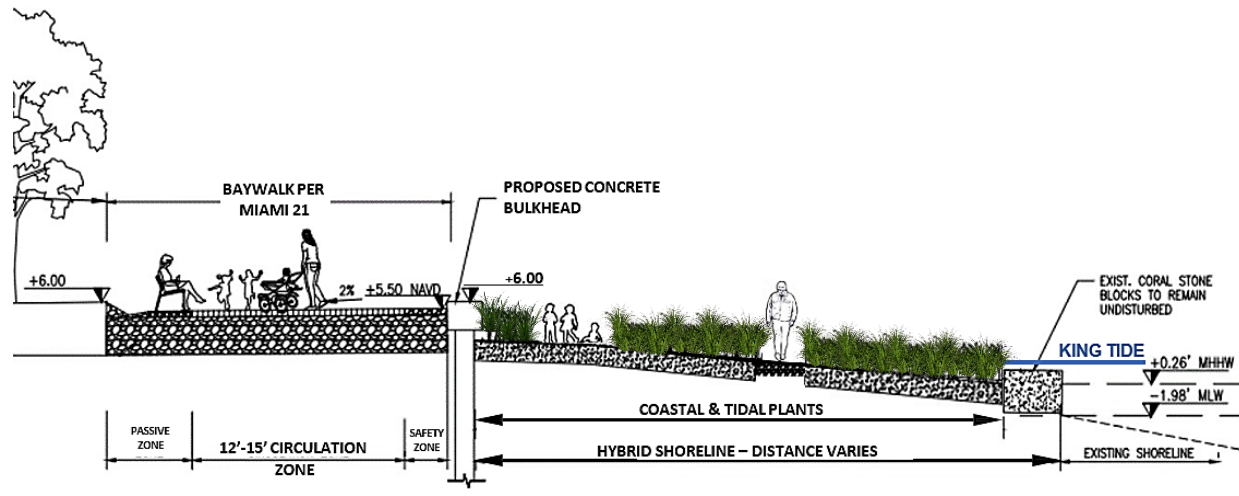 BAYWALK PER
MIAMI 21
PROPOSED CONCRETE
BULKHEAD
+6.00
2%
+5.50 NAVD
+6.00
EXIST. CORAL STONE
BLOCKS TO REMAIN
UNDISTURBED
KING TIDE
+0.26' MHHW
-1.98' MLW
COASTAL & TIDAL PLANTS
PASSIVE
ZONE
12'-15' CIRCULATION
ZONE
SAFETY
ZONE
HYBRID SHORELINE – DISTANCE VARIES
EXISTING SHORELINE